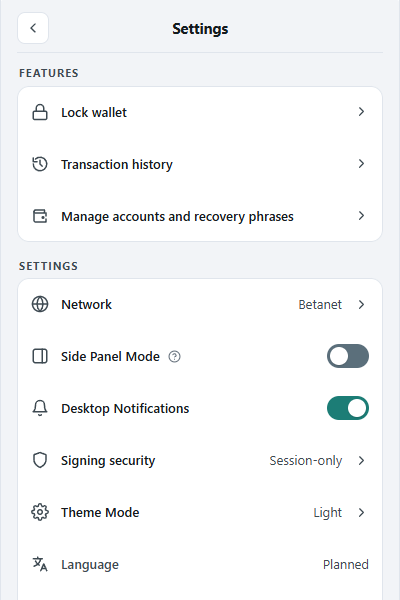 Settings
FEATURES
Lock wallet
Transaction history
Manage accounts and recovery phrases
SETTINGS
Network Betanet
Side Panel Mode
Desktop Notifications
Signing security Session-only
Theme Mode Light
Language Planned